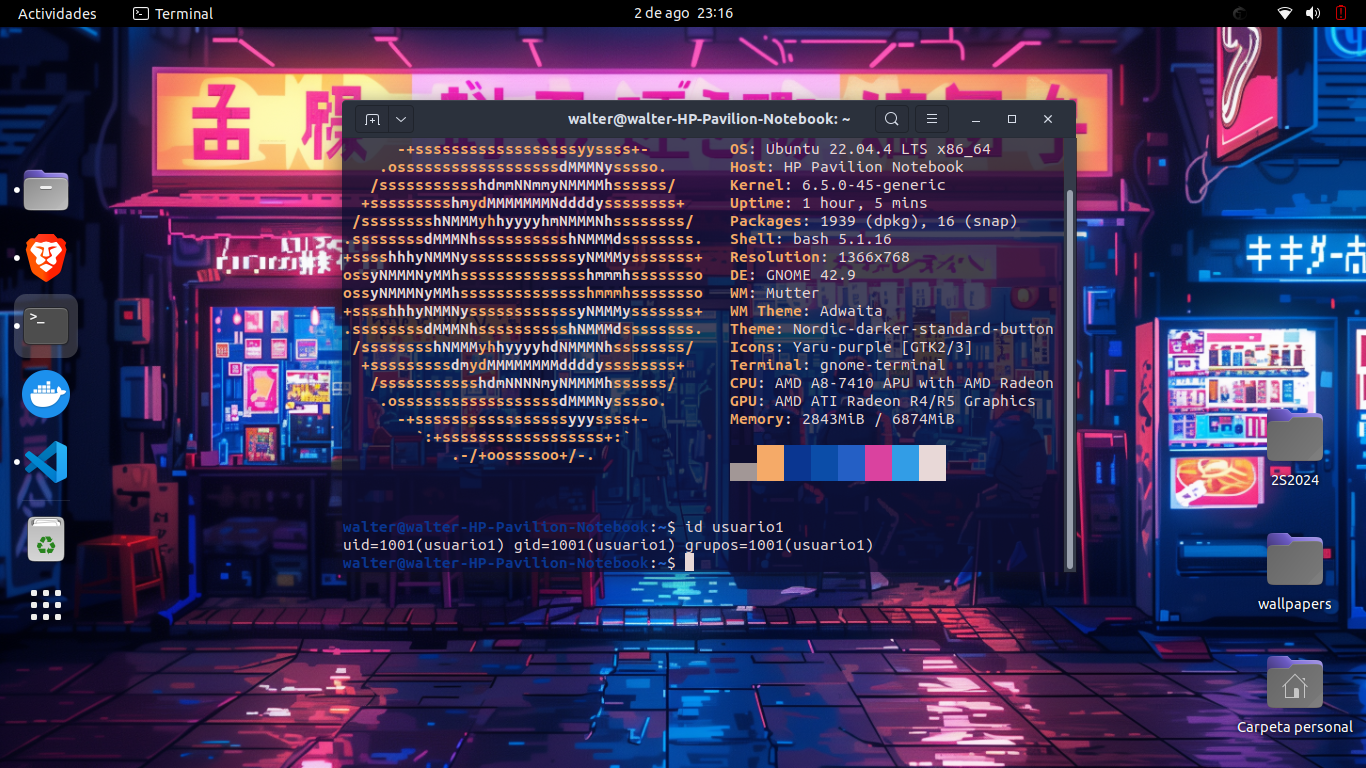 Actividades
Terminal
2 de ago 23:16
walter@walter-HP-Pavilion-Notebook: ~
-+ssssssssssssssssssyyssss+-
.ossssssssssssssssssdMMMNysssso.
/ssssssssssshdmmNNmmyNMMMMhssssss/
+ssssssssshmydMMMMMMMNddddyssssssss+
/sssssssshNMMMyhhyyyyhmNMMMNhssssssss/
.ssssssssdMMMNhsssssssssshNMMMdssssssss.
+sssshhhyNMMNyssssssssssssyNMMMysssssss+
ossyNMMMNyMMhsssssssssssssshmmmhssssssso
ossyNMMMNyMMhsssssssssssssshmmmhssssssso
+sssshhhyNMMNyssssssssssssyNMMMysssssss+
.ssssssssdMMMNhsssssssssshNMMMdssssssss.
/sssssssshNMMMyhhyyyyhdNMMMNhssssssss/
+sssssssssdmydMMMMMMMMddddyssssssss+
/ssssssssssshdmNNNNmyNMMMMhssssss/
.ossssssssssssssssssdMMMNysssso.
-+sssssssssssssssssyyyssss+-
`:+ssssssssssssssssss+:`
.-/+oossssoo+/-.
OS: Ubuntu 22.04.4 LTS x86_64
Host: HP Pavilion Notebook
Kernel: 6.5.0-45-generic
Uptime: 1 hour, 5 mins
Packages: 1939 (dpkg), 16 (snap)
Shell: bash 5.1.16
Resolution: 1366x768
DE: GNOME 42.9
WM: Mutter
WM Theme: Adwaita
Theme: Nordic-darker-standard-button
Icons: Yaru-purple [GTK2/3]
Terminal: gnome-terminal
CPU: AMD A8-7410 APU with AMD Radeon
GPU: AMD ATI Radeon R4/R5 Graphics
Memory: 2843MiB / 6874MiB
walter@walter-HP-Pavilion-Notebook:~$ id usuario1
uid=1001(usuario1) gid=1001(usuario1) grupos=1001(usuario1)
walter@walter-HP-Pavilion-Notebook:~$
2S2024
wallpapers
Carpeta personal